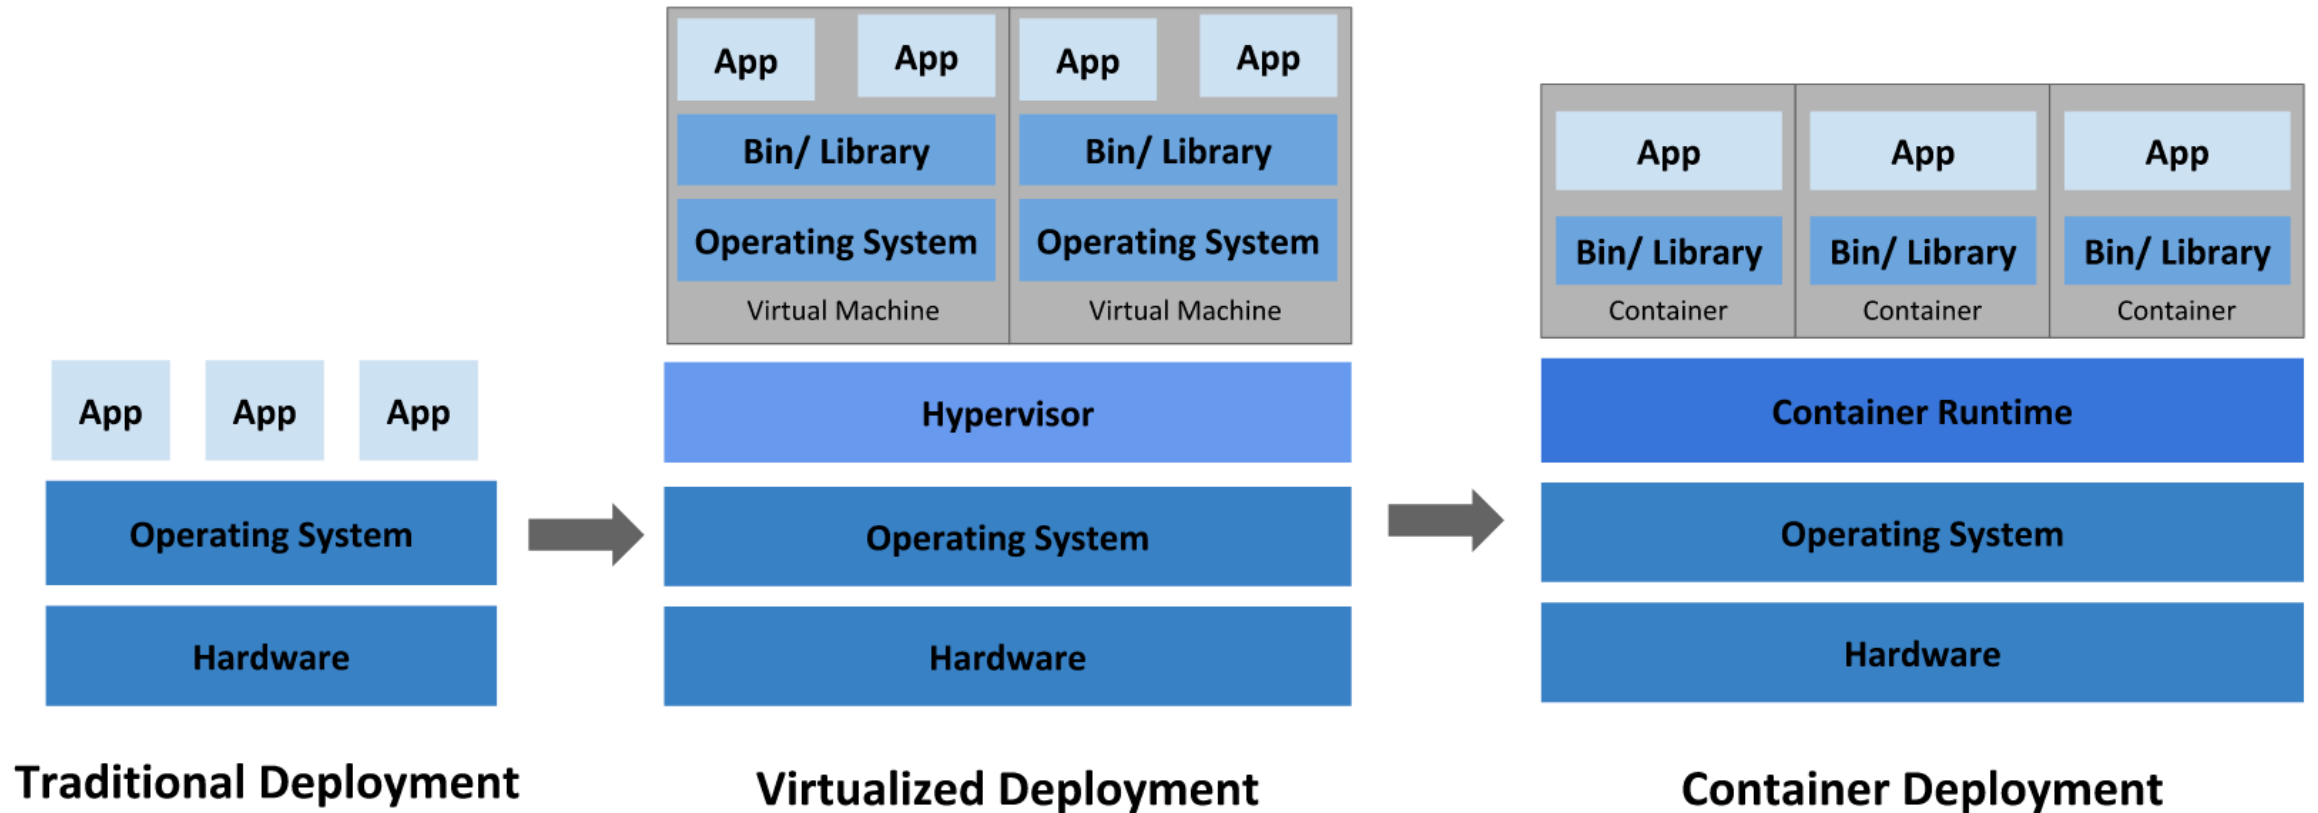 App
App
App
Operating System
Hardware
Traditional Deployment
App
App
App
App
Bin/ Library
Bin/ Library
Operating System
Operating System
Virtual Machine
Virtual Machine
Hypervisor
Operating System
Hardware
Virtualized Deployment
App
App
App
Bin/ Library
Bin/ Library
Bin/ Library
Container
Container
Container
Container Runtime
Operating System
Hardware
Container Deployment